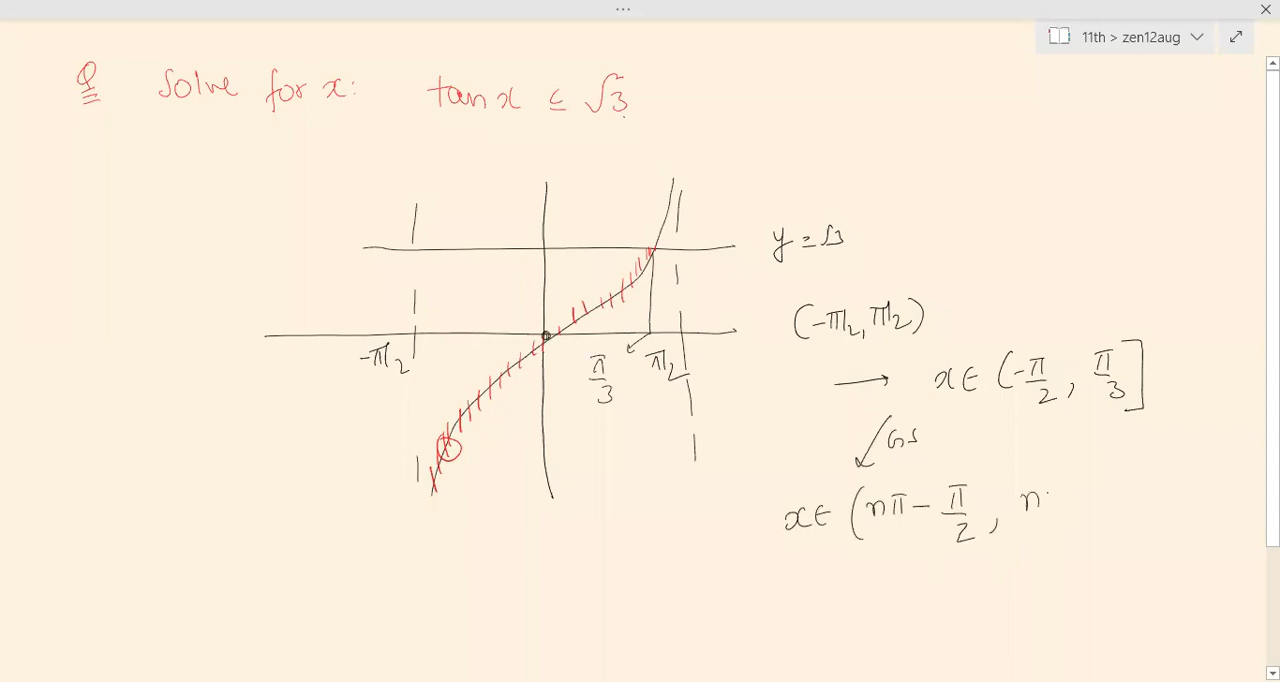 11th > zen12aug
Q Solve for x: tan x ≤ √3
y = √3
(-π/2, π/2)
-π/2
π/3
π/2
→ x ∈ (-π/2, π/3]
GS
x ∈ (nπ - π/2, n